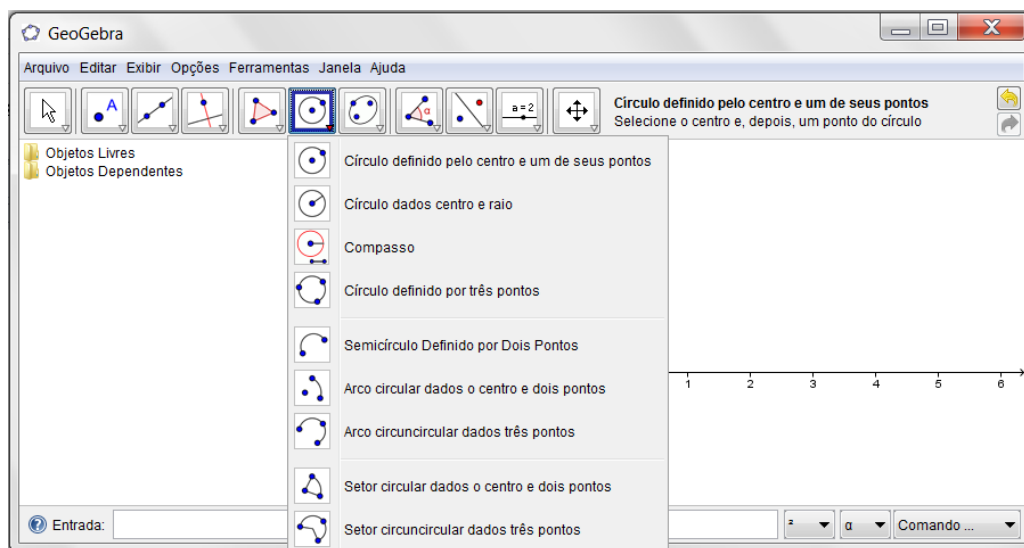 GeoGebra
Arquivo Editar Exibir Opções Ferramentas Janela Ajuda
A
α
a = 2
Círculo definido pelo centro e um de seus pontos
Selecione o centro e, depois, um ponto do círculo
Objetos Livres
Objetos Dependentes
Círculo definido pelo centro e um de seus pontos
Círculo dados centro e raio
Compasso
Círculo definido por três pontos
Semicírculo Definido por Dois Pontos
Arco circular dados o centro e dois pontos
Arco circuncircular dados três pontos
Setor circular dados o centro e dois pontos
Setor circuncircular dados três pontos
1 2 3 4 5 6
Entrada:
² α Comando ...